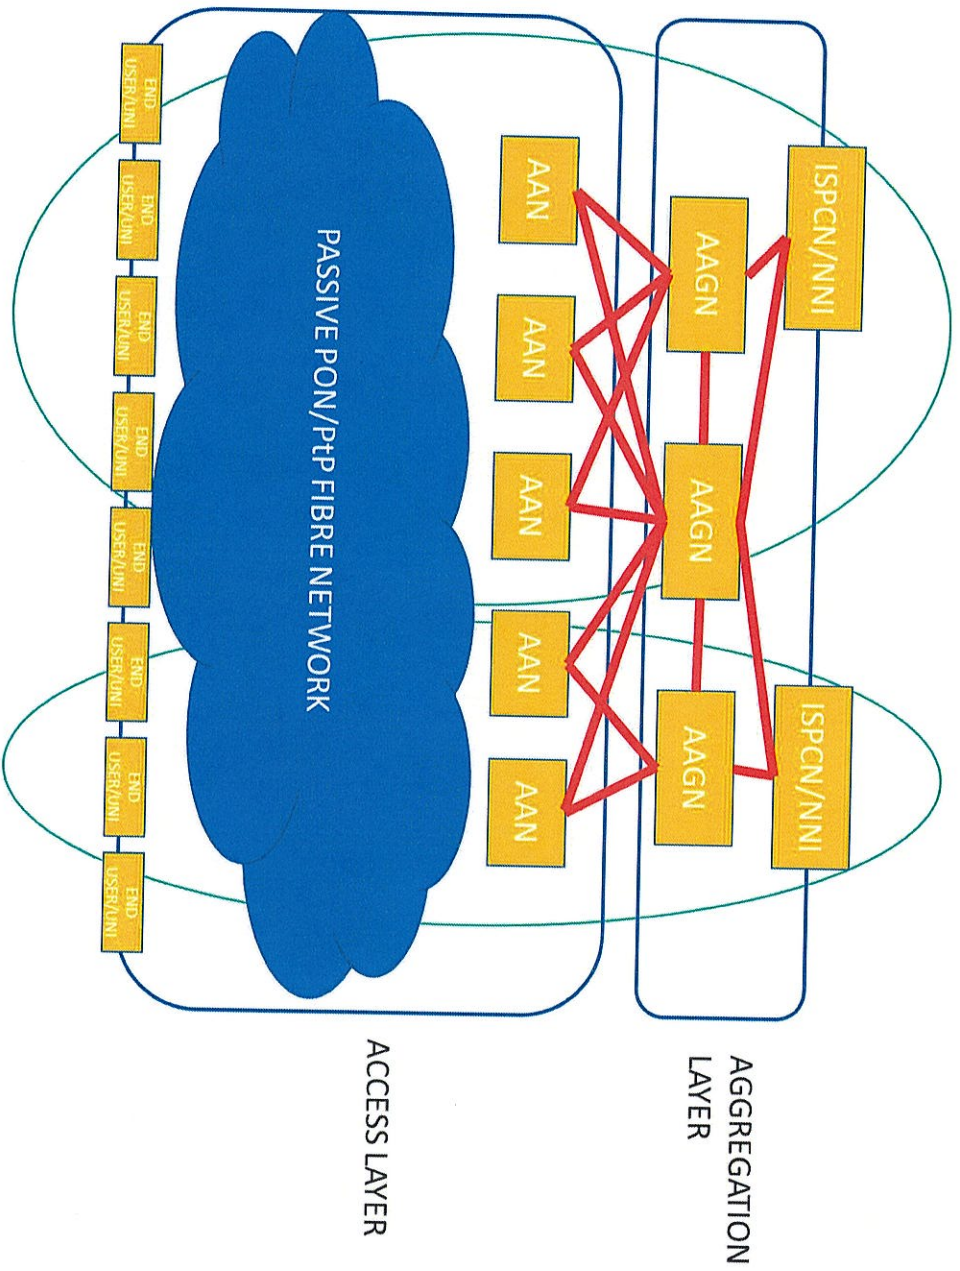 ISPCN/NNI
ISPCN/NNI
AAGN
AAGN
AAGN
AGGREGATION
LAYER
AAN
AAN
AAN
AAN
AAN
PASSIVE PON/PtP FIBRE NETWORK
ACCESS LAYER
END
USER/UNI
END
USER/UNI
END
USER/UNI
END
USER/UNI
END
USER/UNI
END
USER/UNI
END
USER/UNI
END
USER/UNI